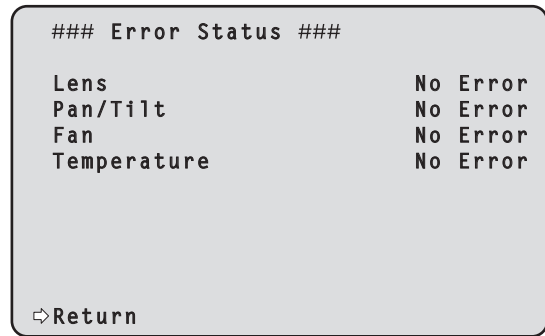 ### Error Status ###
Lens No Error
Pan/Tilt No Error
Fan No Error
Temperature No Error
⇨Return